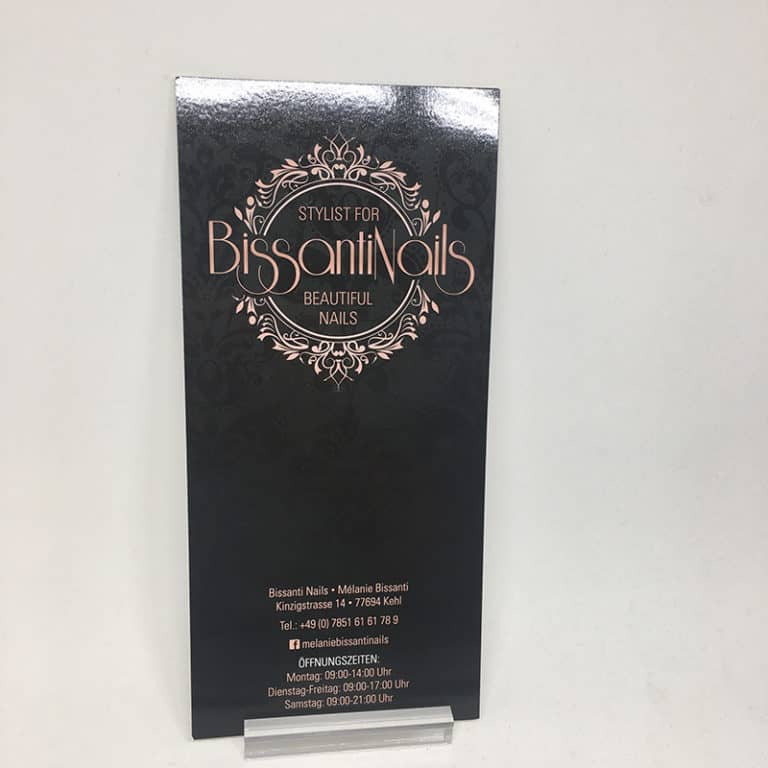 STYLIST FOR
BissantiNails
BEAUTIFUL
NAILS
Bissanti Nails • Mélanie Bissanti
Kinzigstrasse 14 • 77694 Kehl
Tel.: +49 (0) 7851 61 61 78 9
melaniebissantinails
ÖFFNUNGSZEITEN:
Montag: 09:00-14:00 Uhr
Dienstag-Freitag: 09:00-17:00 Uhr
Samstag: 09:00-21:00 Uhr